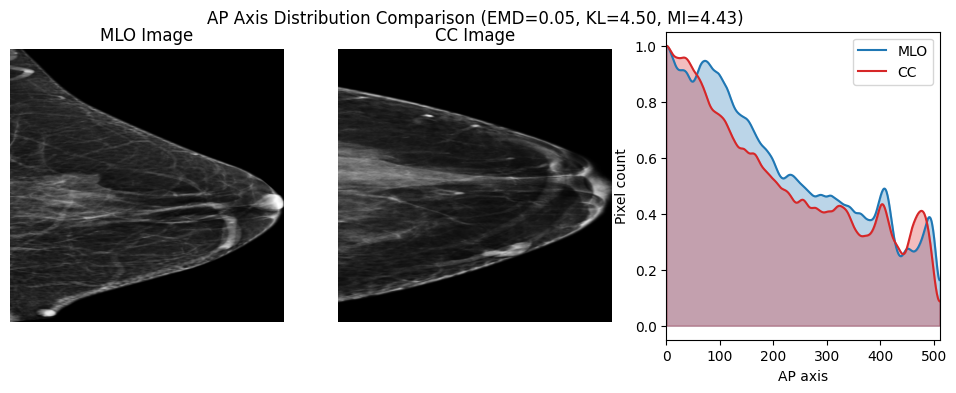 AP Axis Distribution Comparison (EMD=0.05, KL=4.50, MI=4.43)
MLO Image
CC Image
MLO
CC
1.0
0.8
0.6
0.4
0.2
0.0
Pixel count
0
100
200
300
400
500
AP axis